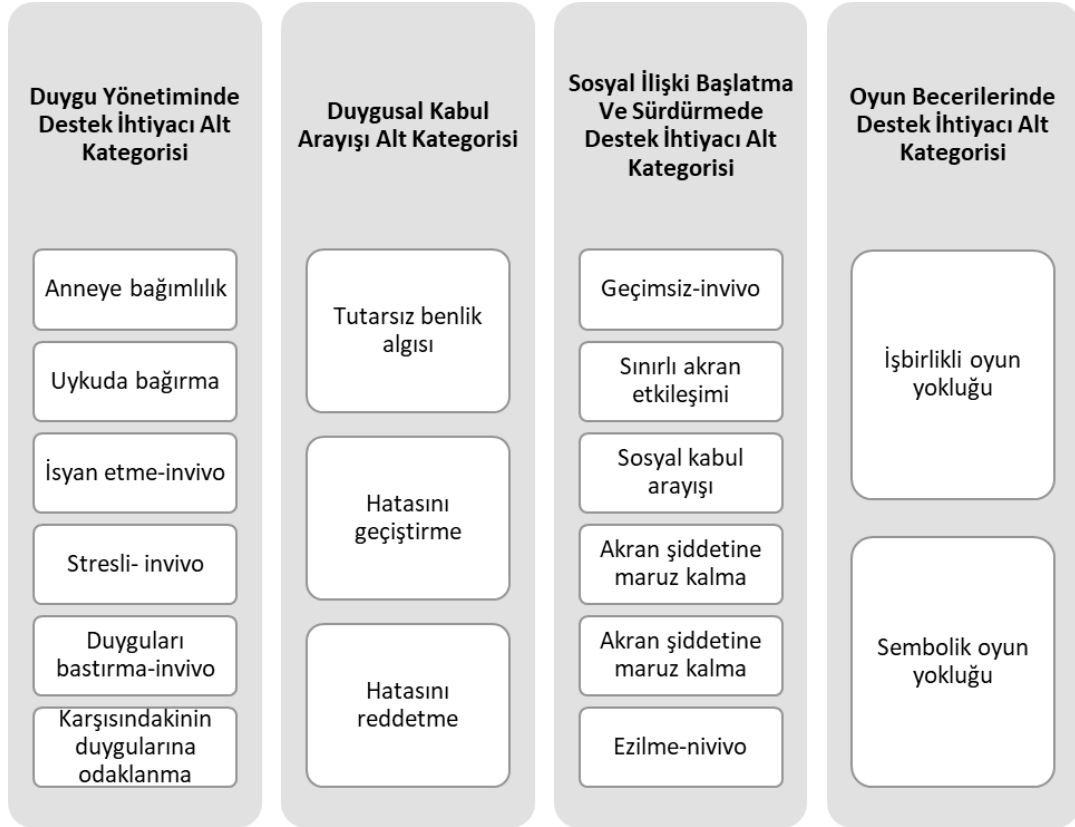 Duygu Yönetiminde
Destek İhtiyacı Alt
Kategorisi
Anneye bağımlılık
Uykuda bağırma
İsyan etme-invivo
Stresli- invivo
Duyguları
bastırma-invivo
Karşısındakinin
duygularına
odaklanma
Duygusal Kabul
Arayışı Alt Kategorisi
Tutarsız benlik
algısı
Hatasını
geçiştirme
Hatasını
reddetme
Sosyal İlişki Başlatma
Ve Sürdürmede
Destek İhtiyacı Alt
Kategorisi
Geçimsiz-invivo
Sınırlı akran
etkileşimi
Sosyal kabul
arayışı
Akran şiddetine
maruz kalma
Akran şiddetine
maruz kalma
Ezilme-nivivo
Oyun Becerilerinde
Destek İhtiyacı Alt
Kategorisi
İşbirlikli oyun
yokluğu
Sembolik oyun
yokluğu